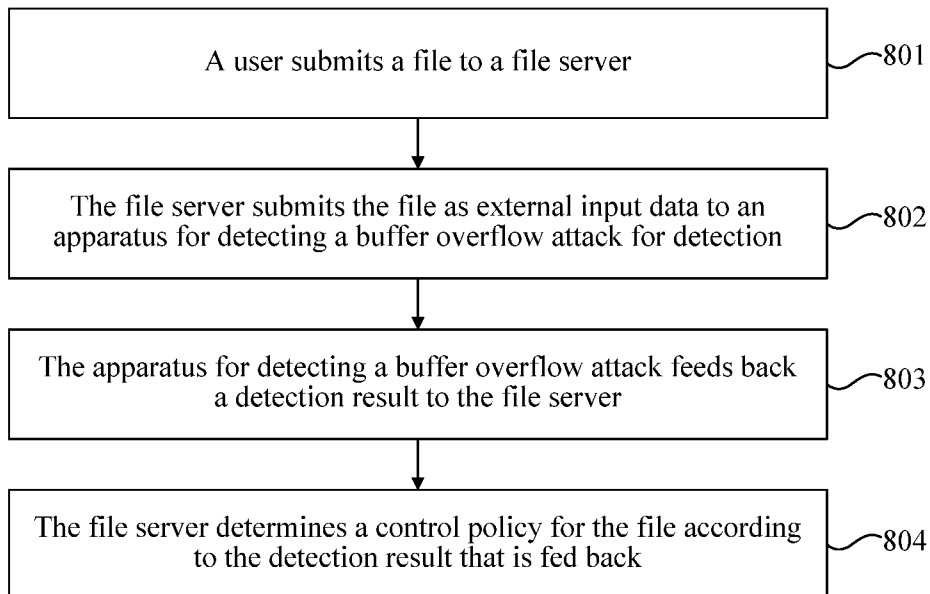 A user submits a file to a file server
801
The file server submits the file as external input data to an
apparatus for detecting a buffer overflow attack for detection
802
The apparatus for detecting a buffer overflow attack feeds back
a detection result to the file server
803
The file server determines a control policy for the file according
to the detection result that is fed back
804